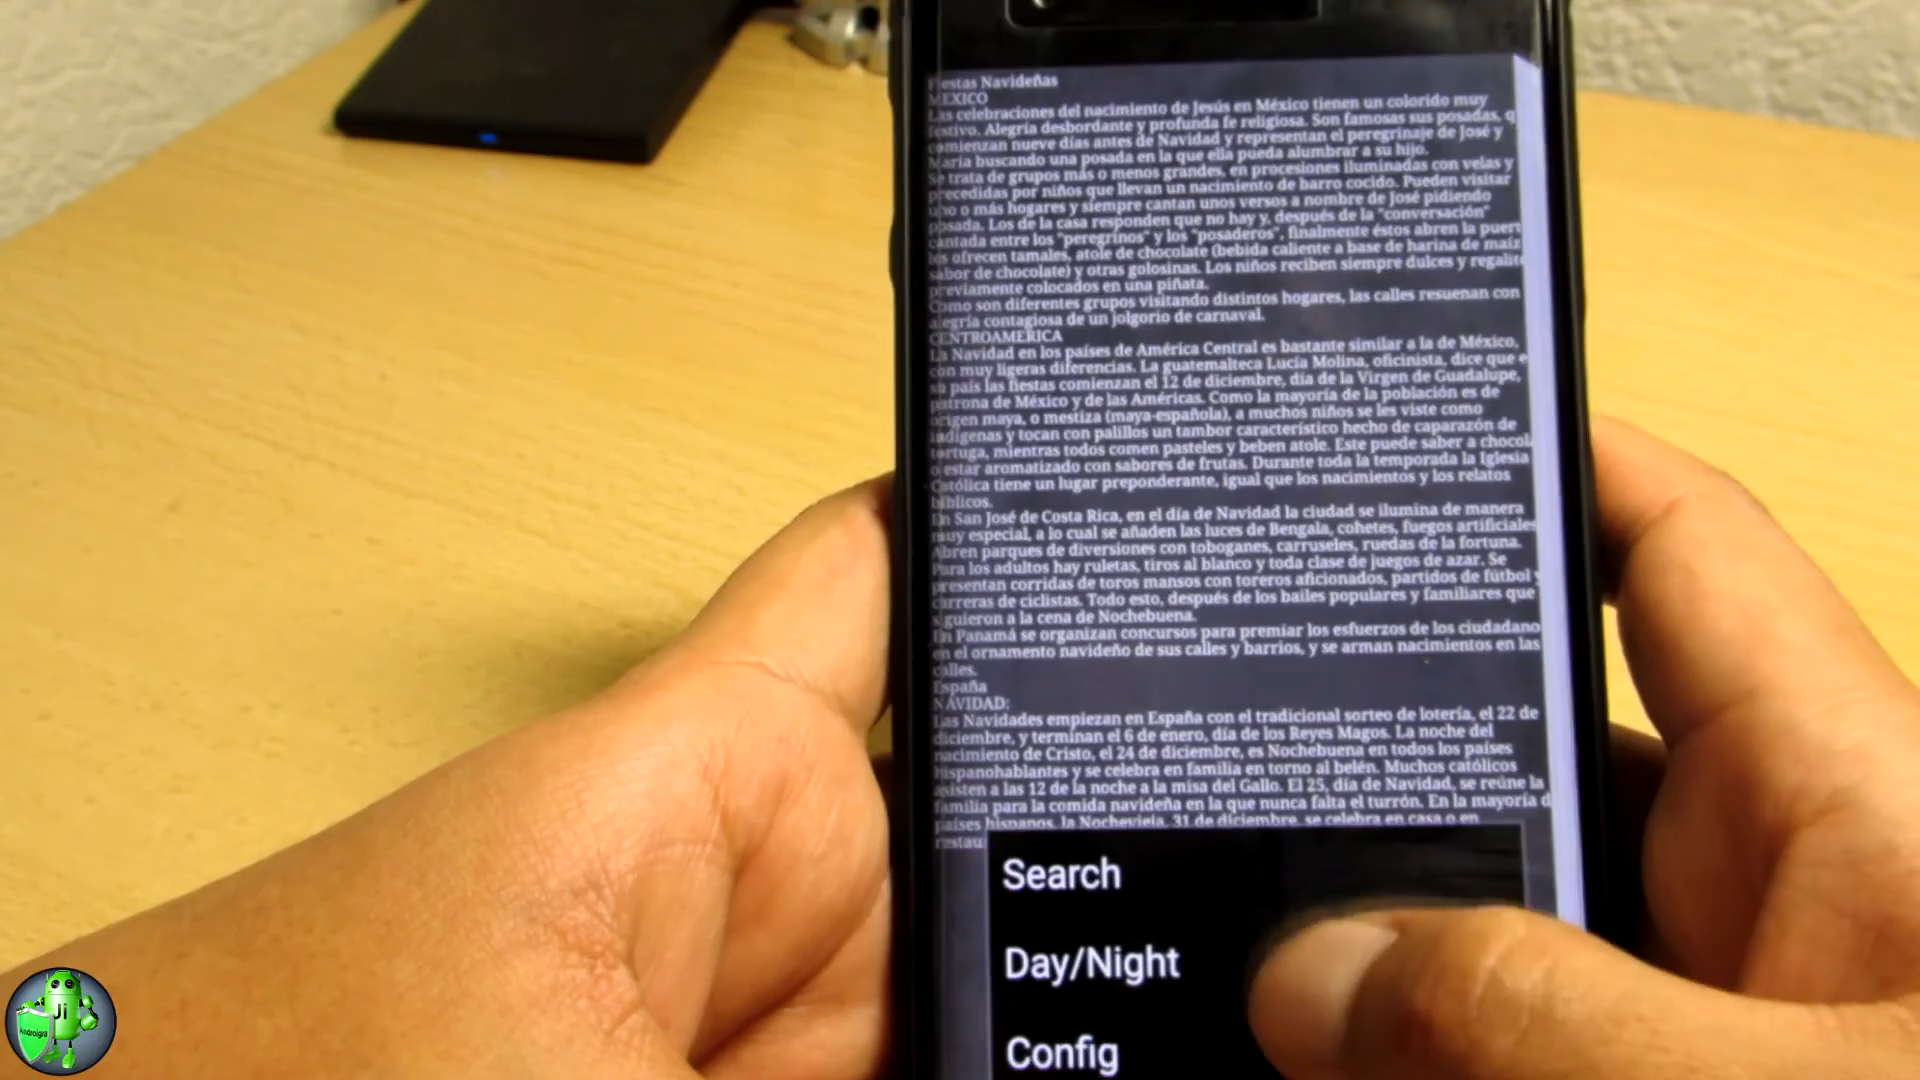 Fiestas Navideñas
MEXICO
Las celebraciones del nacimiento de Jesús en México tienen un colorido muy
festivo. Alegría desbordante y profunda fe religiosa. Son famosas sus posadas, q
comienzan nueve días antes de Navidad y representan el peregrinaje de José y
María buscando una posada en la que ella pueda alumbrar a su hijo.
Se trata de grupos más o menos grandes, en procesiones iluminadas con velas y
precedidas por niños que llevan un nacimiento de barro cocido. Pueden visitar
uno o más hogares y siempre cantan unos versos a nombre de José pidiendo
posada. Los de la casa responden que no hay y, después de la "conversación"
cantada entre los "peregrinos" y los "posaderos", finalmente éstos abren la puert
les ofrecen tamales, atole de chocolate (bebida caliente a base de harina de maíz
sabor de chocolate) y otras golosinas. Los niños reciben siempre dulces y regalit
previamente colocados en una piñata.
Como son diferentes grupos visitando distintos hogares, las calles resuenan con
alegría contagiosa de un jolgorio de carnaval.
CENTROAMERICA
La Navidad en los países de América Central es bastante similar a la de México,
con muy ligeras diferencias. La guatemalteca Lucía Molina, oficinista, dice que e
su país las fiestas comienzan el 12 de diciembre, día de la Virgen de Guadalupe,
patrona de México y de las Américas. Como la mayoría de la población es de
origen maya, o mestiza (maya-española), a muchos niños se les viste como
indígenas y tocan con palillos un tambor característico hecho de caparazón de
tortuga, mientras todos comen pasteles y beben atole. Este puede saber a chocol
o estar aromatizado con sabores de frutas. Durante toda la temporada la Iglesia
Católica tiene un lugar preponderante, igual que los nacimientos y los relatos
bíblicos.
En San José de Costa Rica, en el día de Navidad la ciudad se ilumina de manera
muy especial, a lo cual se añaden las luces de Bengala, cohetes, fuegos artificiales
Abren parques de diversiones con toboganes, carruseles, ruedas de la fortuna.
Para los adultos hay ruletas, tiros al blanco y toda clase de juegos de azar. Se
presentan corridas de toros mansos con toreros aficionados, partidos de fútbol y
carreras de ciclistas. Todo esto, después de los bailes populares y familiares que
siguieron a la cena de Nochebuena.
En Panamá se organizan concursos para premiar los esfuerzos de los ciudadano
en el ornamento navideño de sus calles y barrios, y se arman nacimientos en las
calles.
España
NAVIDAD:
Las Navidades empiezan en España con el tradicional sorteo de lotería, el 22 de
diciembre, y terminan el 6 de enero, día de los Reyes Magos. La noche del
nacimiento de Cristo, el 24 de diciembre, es Nochebuena en todos los países
hispanohablantes y se celebra en familia en torno al belén. Muchos católicos
asisten a las 12 de la noche a la misa del Gallo. El 25, día de Navidad, se reúne la
familia para la comida navideña en la que nunca falta el turrón. En la mayoría d
países hispanos, la Nochevieja, 31 de diciembre, se celebra en casa o en
restau
Search
Day/Night
Config
Ji